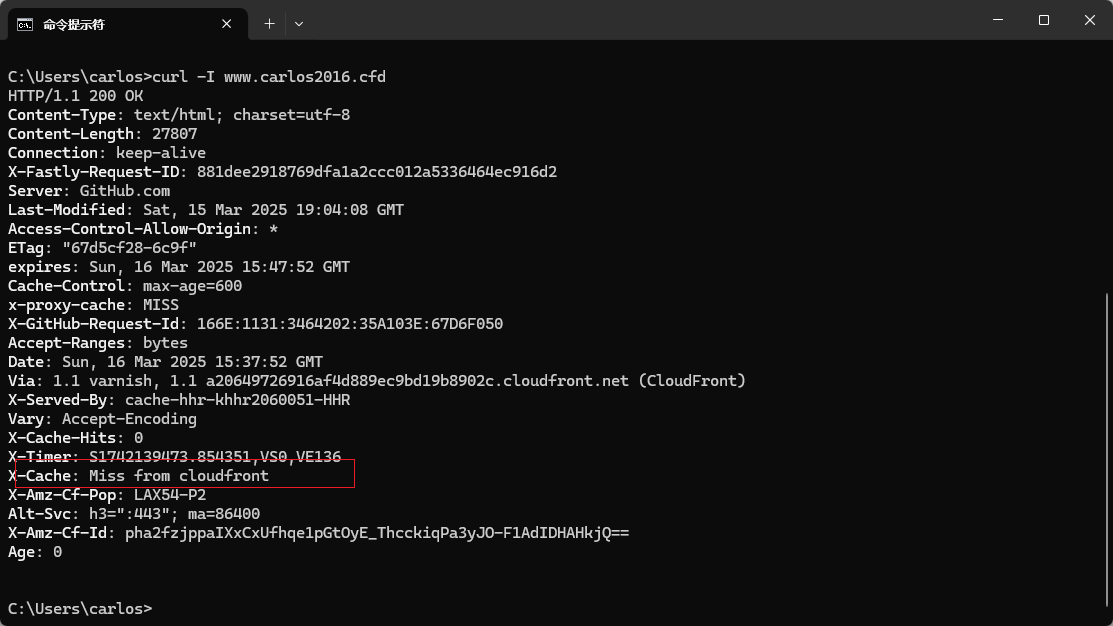 命令提示符
C:\Users\carlos>curl -I www.carlos2016.cfd
HTTP/1.1 200 OK
Content-Type: text/html; charset=utf-8
Content-Length: 27807
Connection: keep-alive
X-Fastly-Request-ID: 881dee2918769dfa1a2ccc012a5336464ec916d2
Server: GitHub.com
Last-Modified: Sat, 15 Mar 2025 19:04:08 GMT
Access-Control-Allow-Origin: *
ETag: "67d5cf28-6c9f"
expires: Sun, 16 Mar 2025 15:47:52 GMT
Cache-Control: max-age=600
x-proxy-cache: MISS
X-GitHub-Request-Id: 166E:1131:3464202:35A103E:67D6F050
Accept-Ranges: bytes
Date: Sun, 16 Mar 2025 15:37:52 GMT
Via: 1.1 varnish, 1.1 a20649726916af4d889ec9bd19b8902c.cloudfront.net (CloudFront)
X-Served-By: cache-hhr-khhr2060051-HHR
Vary: Accept-Encoding
X-Cache-Hits: 0
X-Timer: S1742139473.854351,VS0,VE136
X-Cache: Miss from cloudfront
X-Amz-Cf-Pop: LAX54-P2
Alt-Svc: h3=":443"; ma=86400
X-Amz-Cf-Id: pha2fzjppaIXxCxUfhqe1pGtOyE_ThcckiqPa3yJO-F1AdIDHAHkjQ==
Age: 0
C:\Users\carlos>